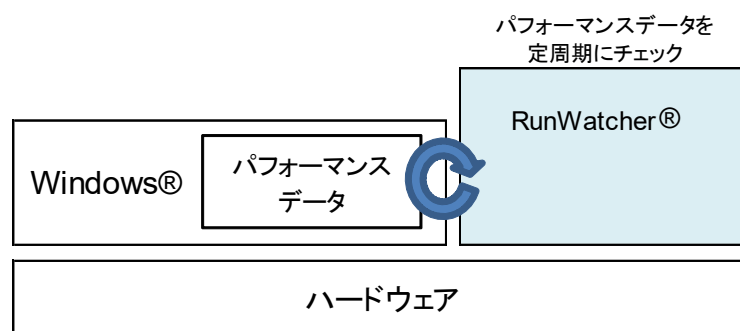 パフォーマンスデータを
定周期にチェック
RunWatcher®
Windows®
パフォーマンス
データ
ハードウェア